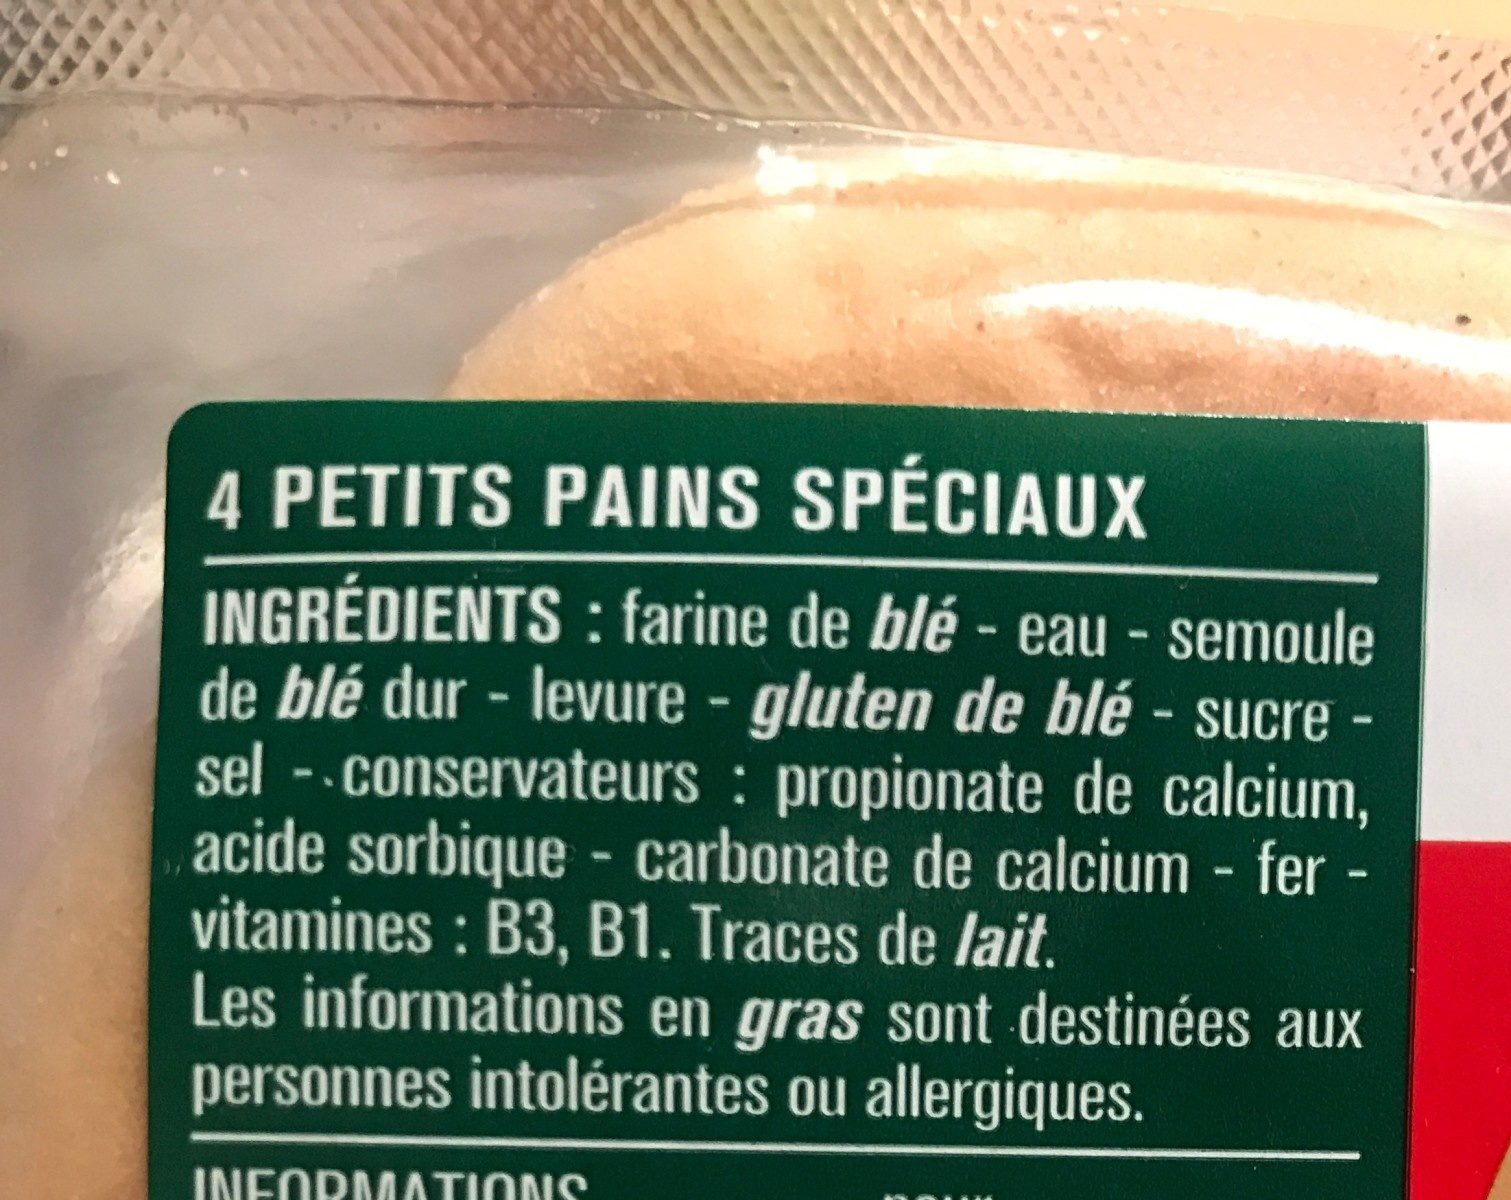 4 PETITS PAINS SPÉCIAUX
INGRÉDIENTS : farine de blé - eau - semoule
de blé dur - levure - gluten de blé - sucre -
sel - conservateurs : propionate de calcium,
acide sorbique - carbonate de calcium - fer -
vitamines : B3, B1. Traces de lait.
Les informations en gras sont destinées aux
personnes intolérantes ou allergiques.
INFORMATIONS pour